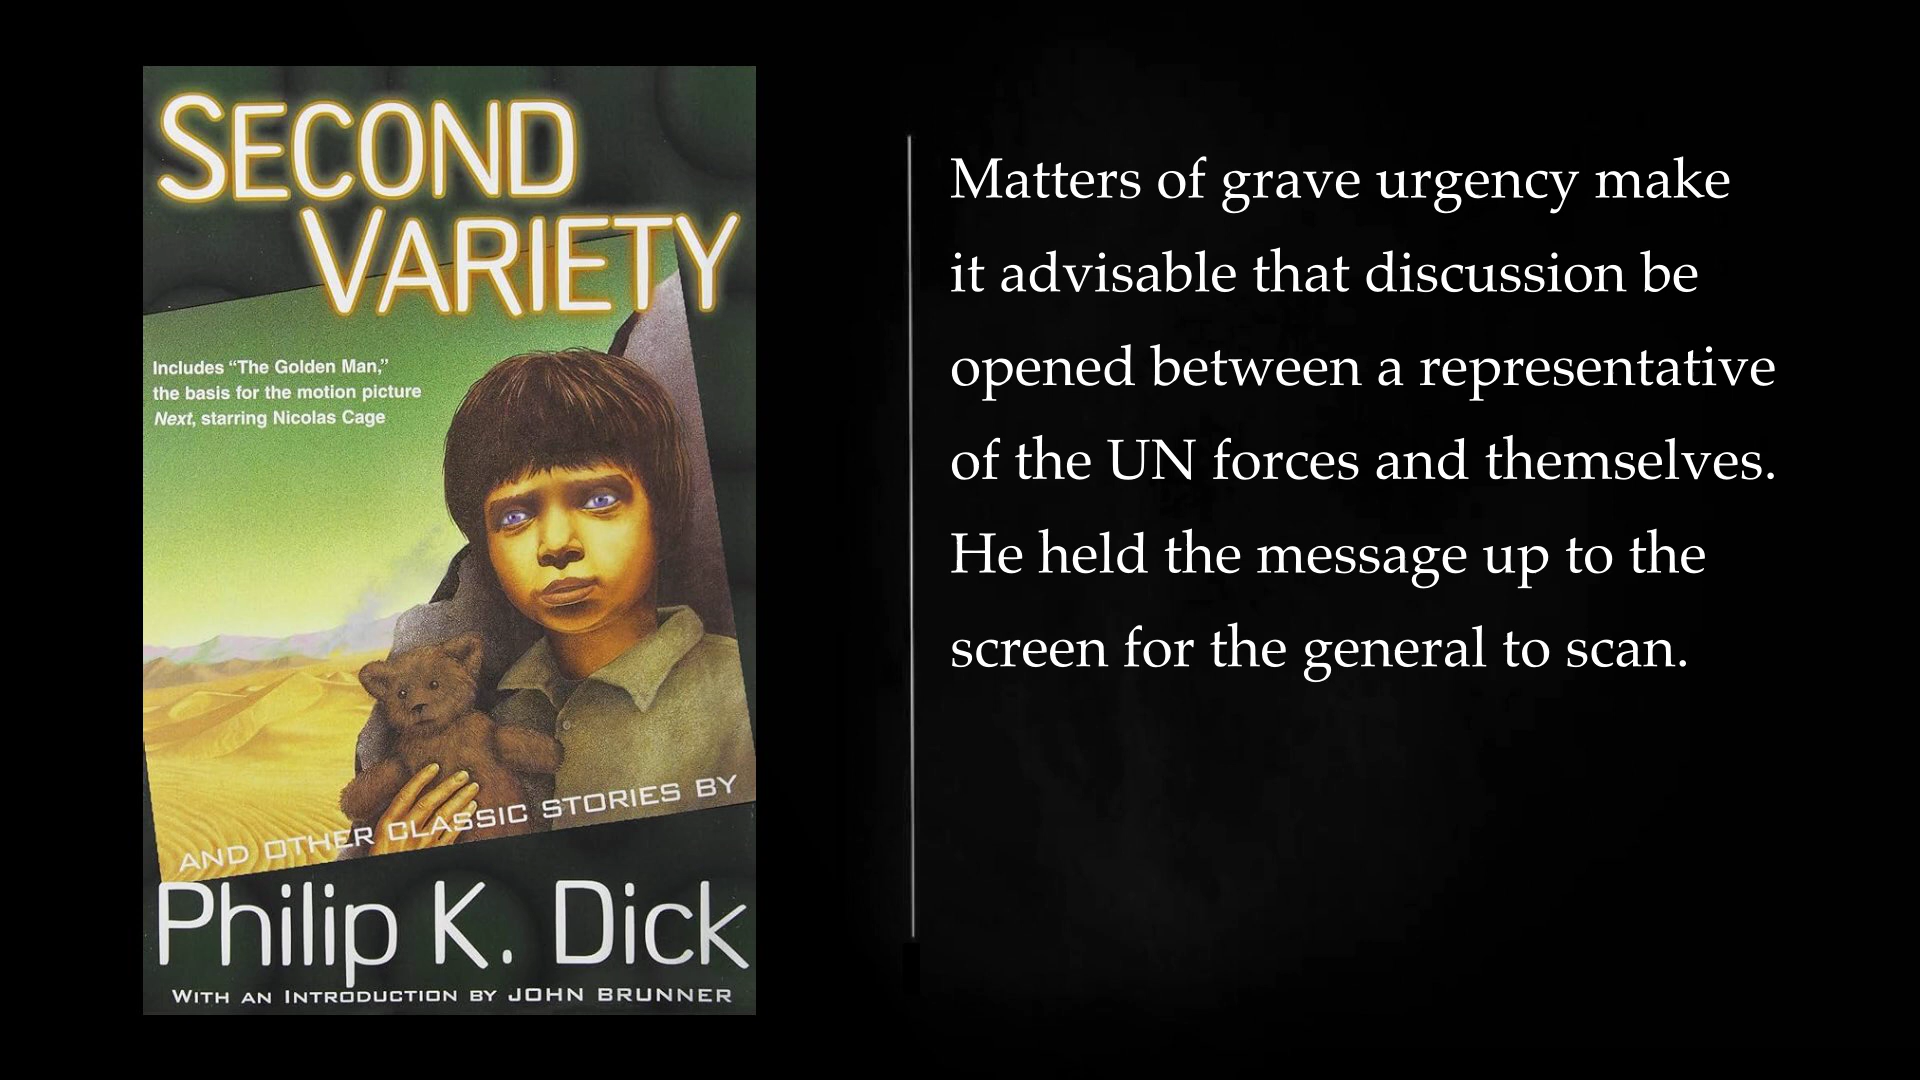 SECOND
VARIETY
Includes “The Golden Man,”
the basis for the motion picture
Next, starring Nicolas Cage
AND OTHER CLASSIC STORIES BY
Philip K. Dick
WITH AN INTRODUCTION BY JOHN BRUNNER
Matters of grave urgency make
it advisable that discussion be
opened between a representative
of the UN forces and themselves.
He held the message up to the
screen for the general to scan.